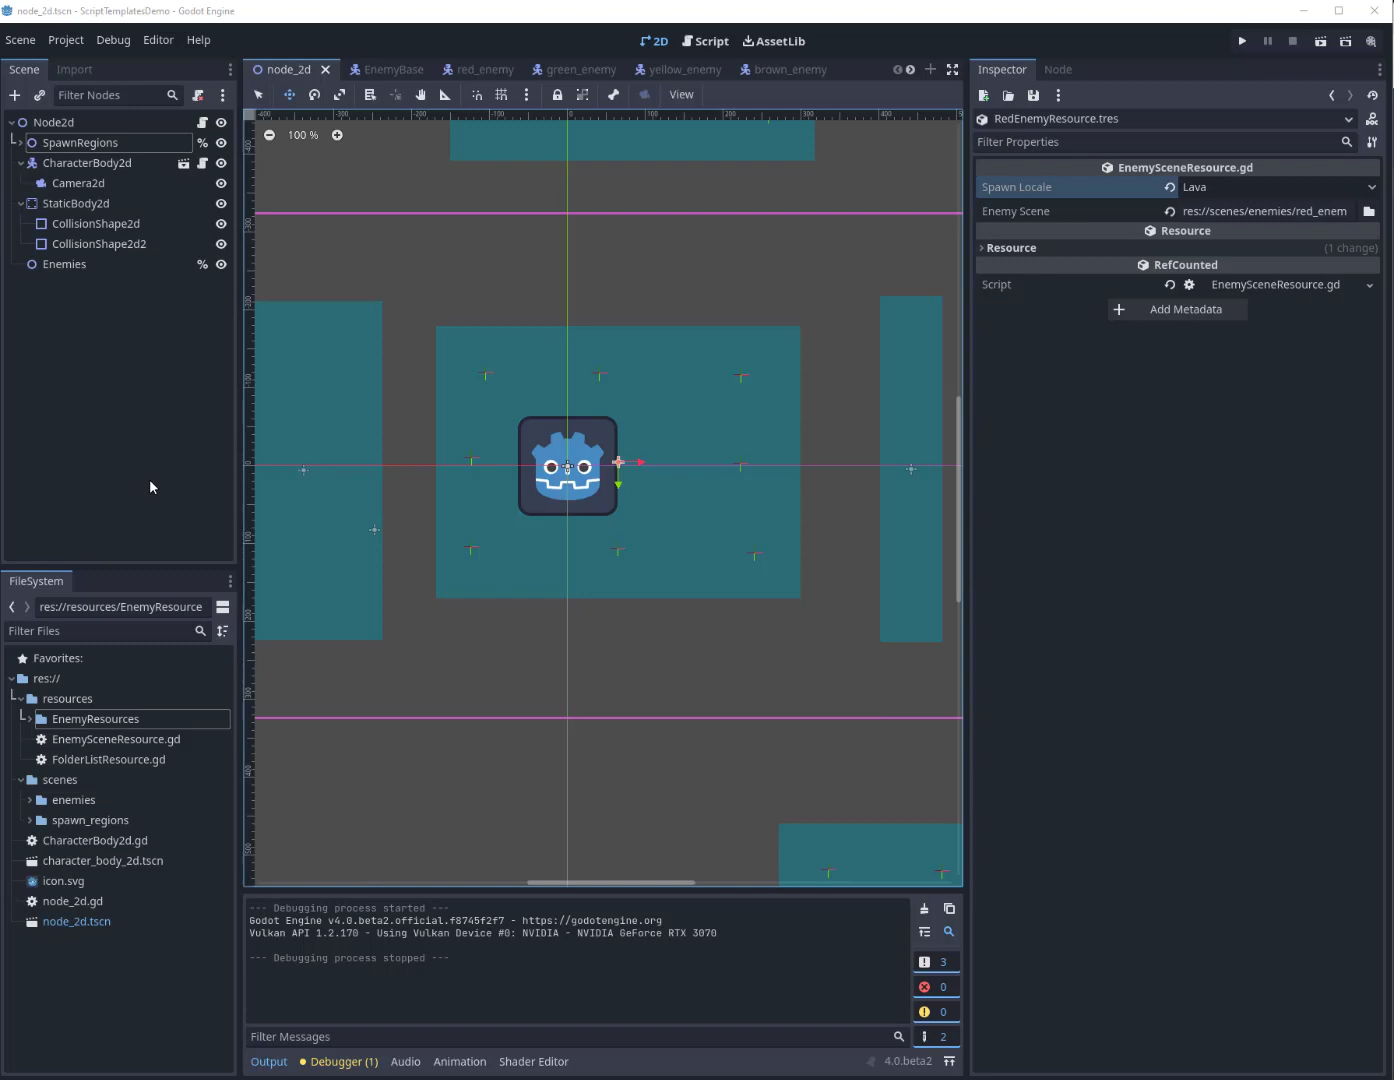 node_2d.tscn - ScriptTemplatesDemo - Godot Engine
Scene Project Debug Editor Help
2D Script AssetLib
Scene Import
node_2d EnemyBase red_enemy green_enemy yellow_enemy brown_enemy
Inspector Node
Filter Nodes
View
RedEnemyResource.tres
Filter Properties
EnemySceneResource.gd
Spawn Locale Lava
Enemy Scene res://scenes/enemies/red_enem
Resource
Resource (1 change)
RefCounted
Script EnemySceneResource.gd
Add Metadata
Node2d
SpawnRegions
CharacterBody2d
Camera2d
StaticBody2d
CollisionShape2d
CollisionShape2d2
Enemies
100 %
FileSystem
res://resources/EnemyResource
Filter Files
Favorites:
res://
resources
EnemyResources
EnemySceneResource.gd
FolderListResource.gd
scenes
enemies
spawn_regions
CharacterBody2d.gd
character_body_2d.tscn
icon.svg
node_2d.gd
node_2d.tscn
--- Debugging process started ---
Godot Engine v4.0.beta2.official.f8745f2f7 - https://godotengine.org
Vulkan API 1.2.170 - Using Vulkan Device #0: NVIDIA - NVIDIA GeForce RTX 3070
--- Debugging process stopped ---
3
0
0
2
Filter Messages
Output Debugger (1) Audio Animation Shader Editor
4.0.beta2